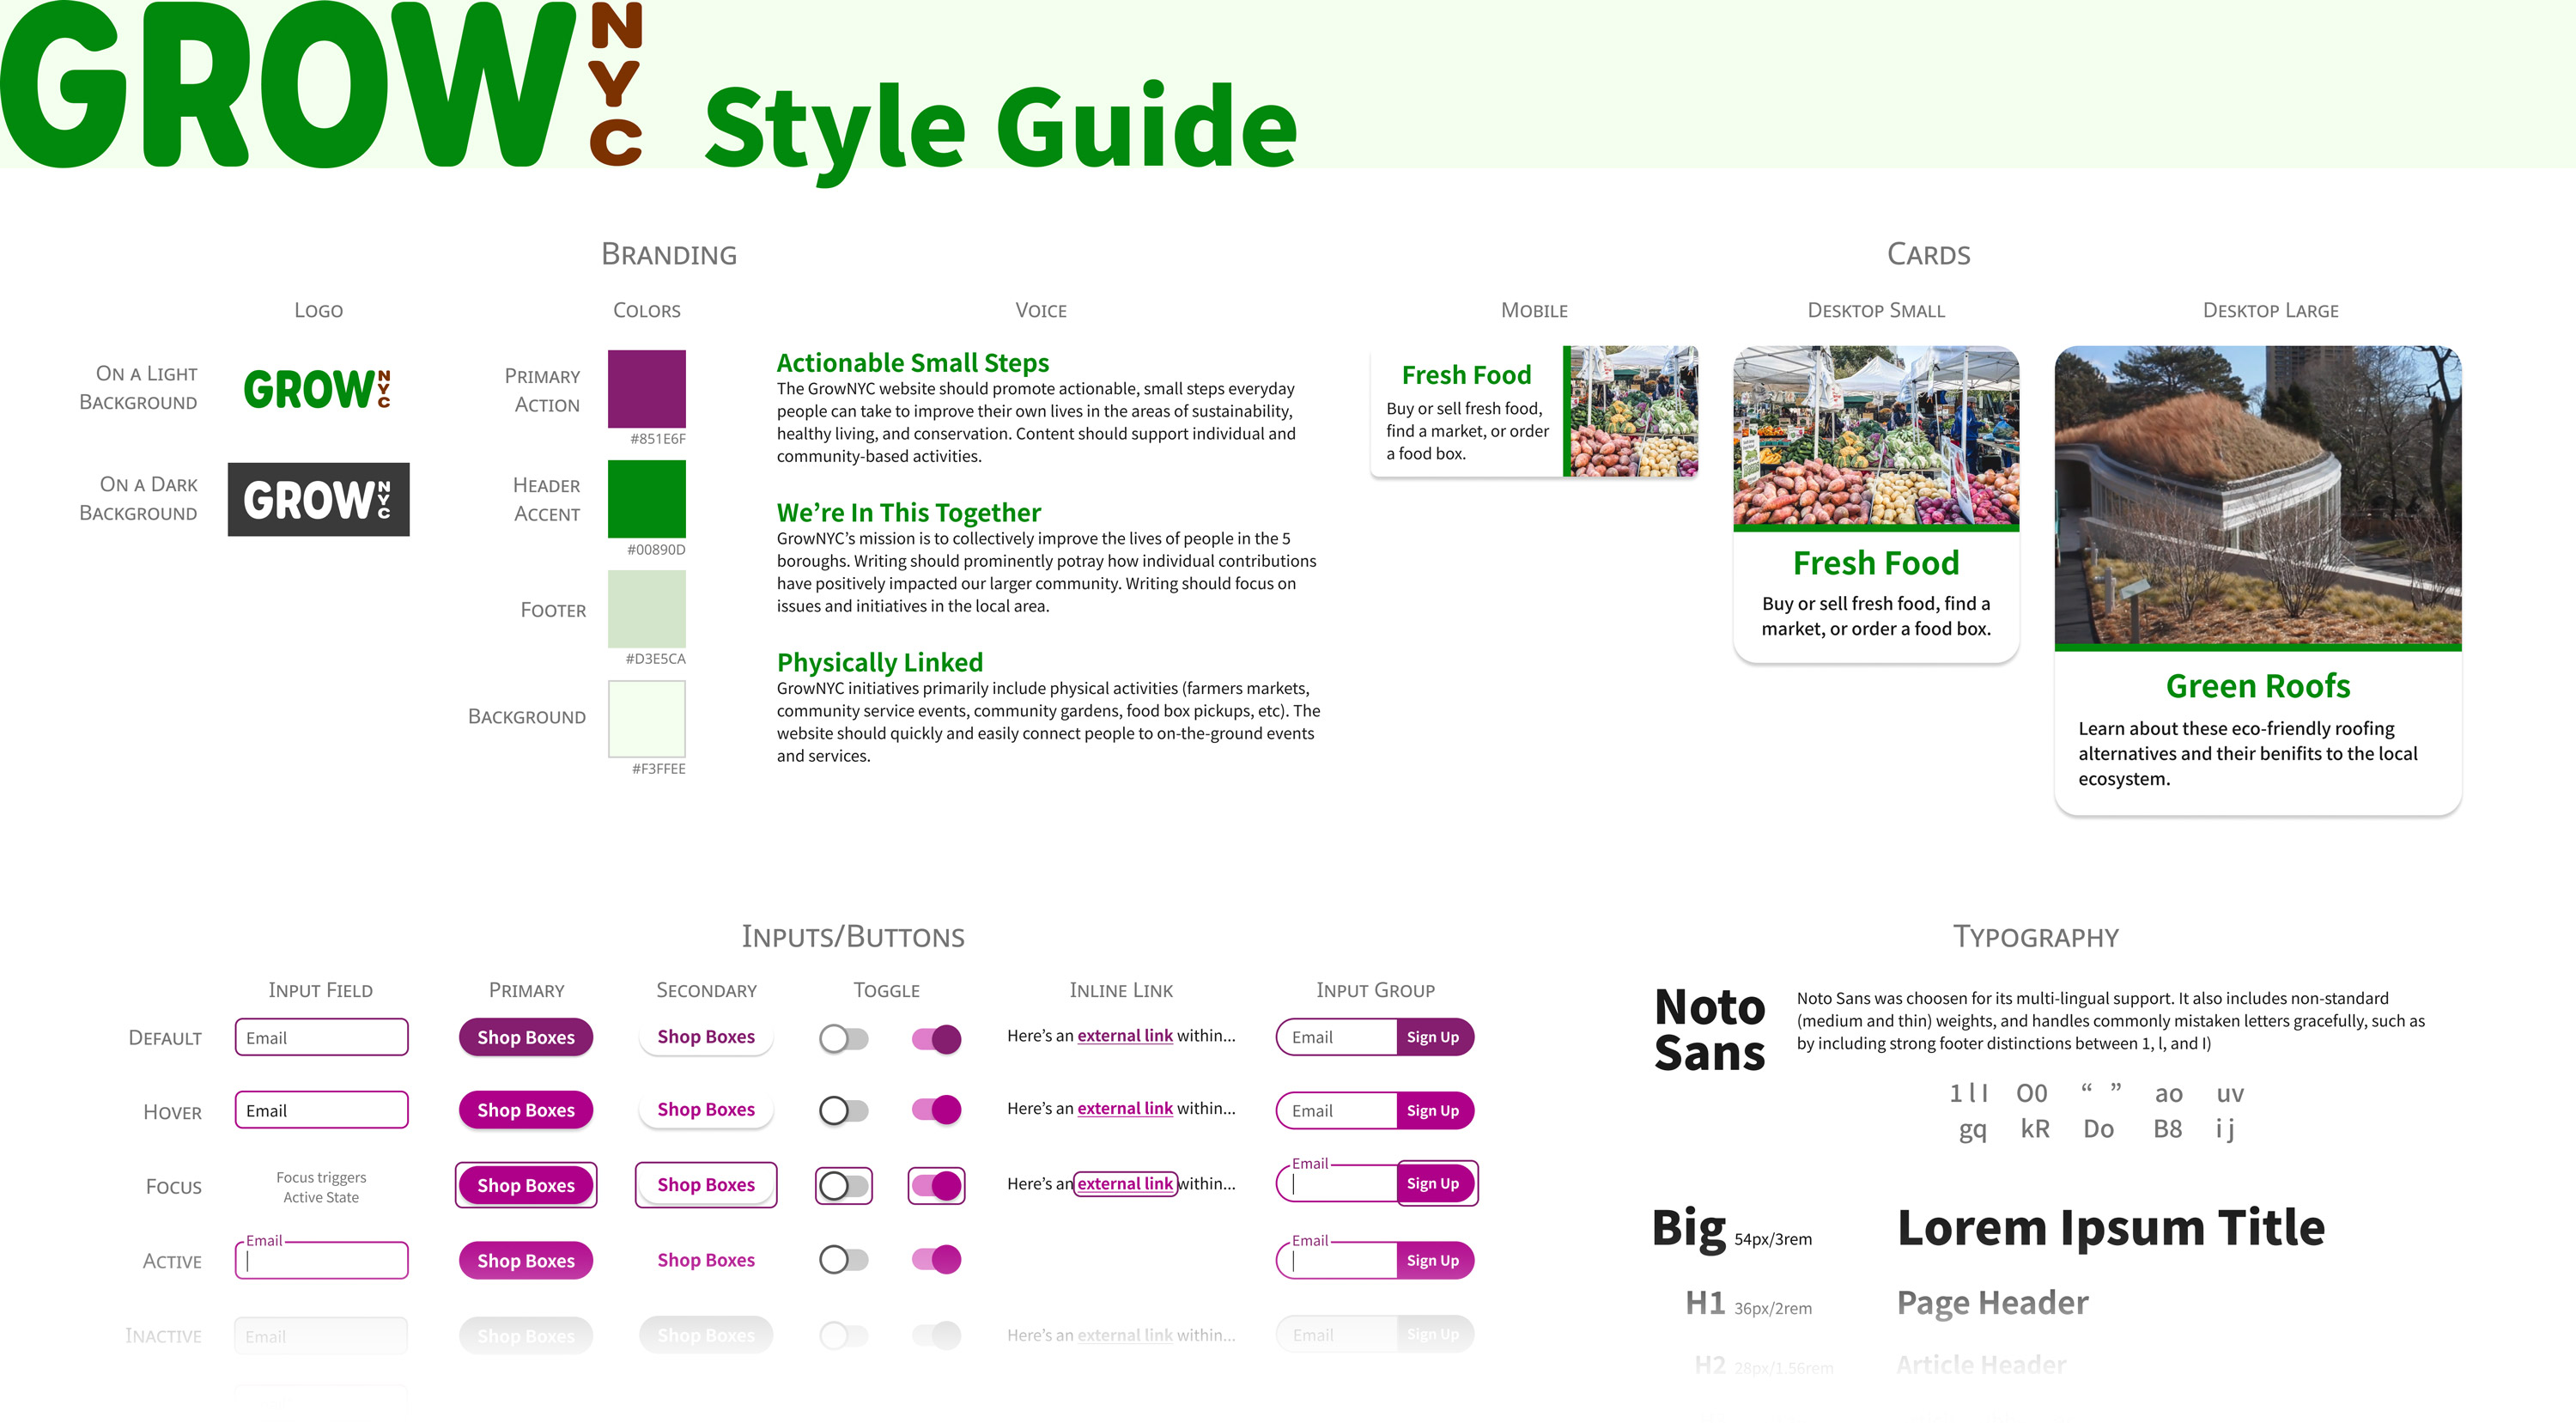 GROWNYC Style Guide
BRANDING
LOGO
ON A LIGHT
BACKGROUND
GROWNYC
ON A DARK
BACKGROUND
GROWNYC
COLORS
PRIMARY
ACTION
#851E6F
HEADER
ACCENT
#00890D
FOOTER
#D3E5CA
BACKGROUND
#F3FFEE
VOICE
Actionable Small Steps
The GrowNYC website should promote actionable, small steps everyday
people can take to improve their own lives in the areas of sustainability,
healthy living, and conservation. Content should support individual and
community-based activities.
We’re In This Together
GrowNYC’s mission is to collectively improve the lives of people in the 5
boroughs. Writing should prominently potray how individual contributions
have positively impacted our larger community. Writing should focus on
issues and initiatives in the local area.
Physically Linked
GrowNYC initiatives primarily include physical activities (farmers markets,
community service events, community gardens, food box pickups, etc). The
website should quickly and easily connect people to on-the-ground events
and services.
CARDS
MOBILE
Fresh Food
Buy or sell fresh food,
find a market, or order
a food box.
DESKTOP SMALL
Fresh Food
Buy or sell fresh food, find a
market, or order a food box.
DESKTOP LARGE
Green Roofs
Learn about these eco-friendly roofing
alternatives and their benifits to the local
ecosystem.
INPUTS/BUTTONS
INPUT FIELD PRIMARY SECONDARY TOGGLE INLINE LINK INPUT GROUP
DEFAULT Email Shop Boxes Shop Boxes Here’s an external link within... Email Sign Up
HOVER Email Shop Boxes Shop Boxes Here’s an external link within... Email Sign Up
FOCUS Focus triggers
Active State
Shop Boxes Shop Boxes Here’s an external link within... Email Sign Up
ACTIVE Email Shop Boxes Shop Boxes Email Sign Up
INACTIVE Email Shop Boxes Shop Boxes Here’s an external link within... Email Sign Up
TYPOGRAPHY
Noto
Sans
Noto Sans was choosen for its multi-lingual support. It also includes non-standard
(medium and thin) weights, and handles commonly mistaken letters gracefully, such as
by including strong footer distinctions between 1, l, and I)
1 l I O0 “ ” ao uv
gq kR Do B8 i j
Big 54px/3rem Lorem Ipsum Title
H1 36px/2rem Page Header
H2 28px/1.56rem Article Header